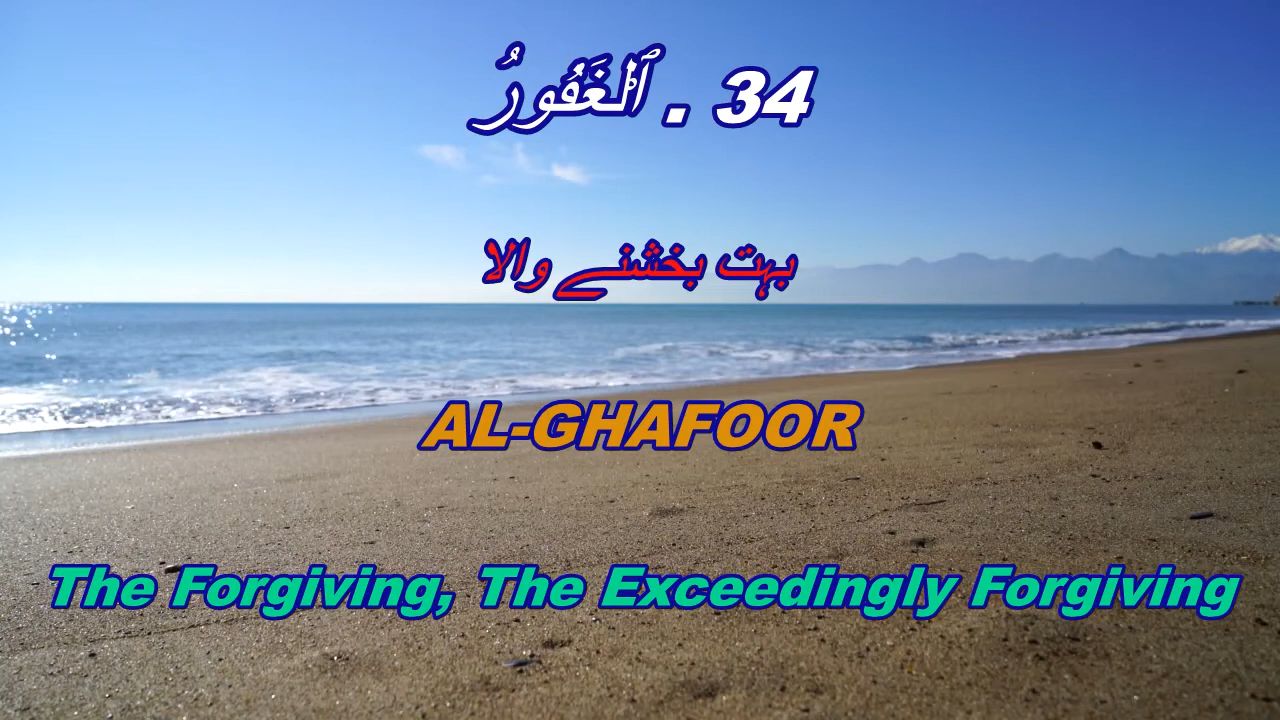 34 . ٱلْغَفُورُ
بہت بخشنے والا
AL-GHAFOOR
The Forgiving, The Exceedingly Forgiving